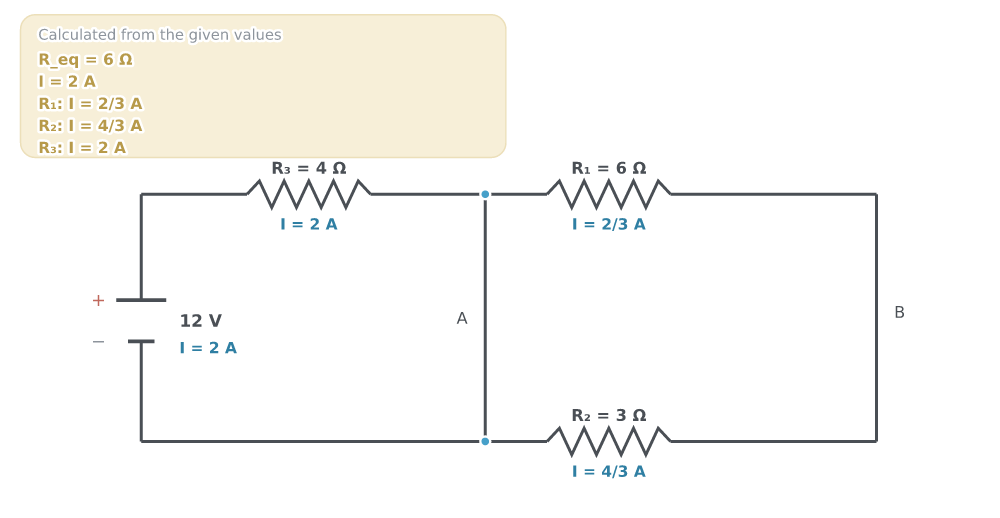 Calculated from the given values
R_eq = 6 Ω
I = 2 A
R₁: I = 2/3 A
R₂: I = 4/3 A
R₃: I = 2 A
R₃ = 4 Ω
R₁ = 6 Ω
I = 2 A
I = 2/3 A
+
A
B
12 V
−
I = 2 A
R₂ = 3 Ω
I = 4/3 A